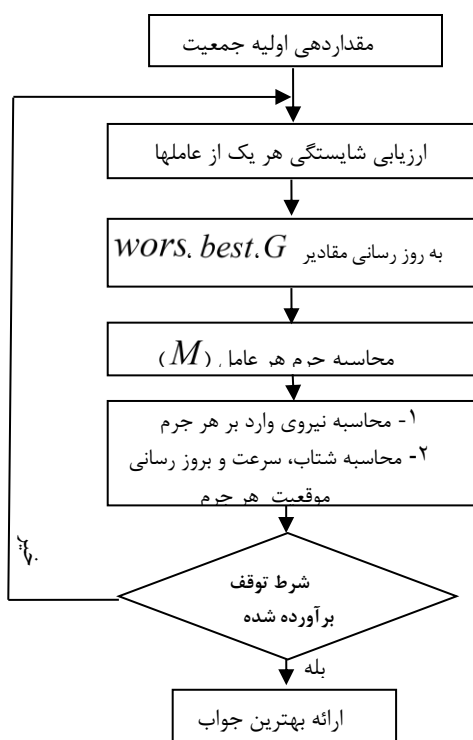 مقداردهی اولیه جمعیت
ارزیابی شایستگی هر یک از عاملها
به روز رسانی مقادیر wors، best،G
محاسبه جرم هر عامل (M)
۱- محاسبه نیروی وارد بر هر جرم
۲- محاسبه شتاب، سرعت و بروز رسانی
موقعیت هر جرم
شرط توقف
برآورده شده
خیر
بله
ارائه بهترین جواب